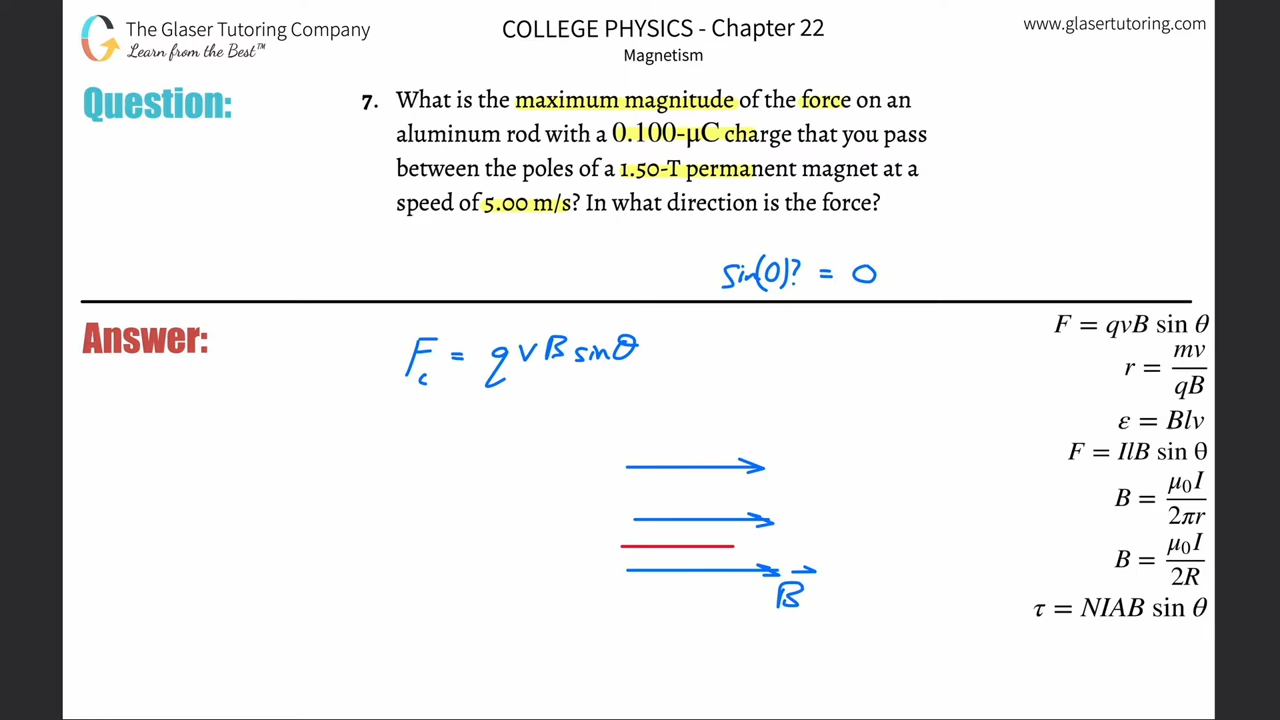 The Glaser Tutoring Company
Learn from the Best™
COLLEGE PHYSICS - Chapter 22
Magnetism
www.glasertutoring.com
Question:
7. What is the maximum magnitude of the force on an
aluminum rod with a 0.100-μC charge that you pass
between the poles of a 1.50-T permanent magnet at a
speed of 5.00 m/s? In what direction is the force?
sin(0)? = 0
Answer:
F_c = qvB sinθ
B⃗
F = qvB sin θ
r = mv/qB
ε = Blv
F = IlB sin θ
B = μ₀I/2πr
B = μ₀I/2R
τ = NIAB sin θ